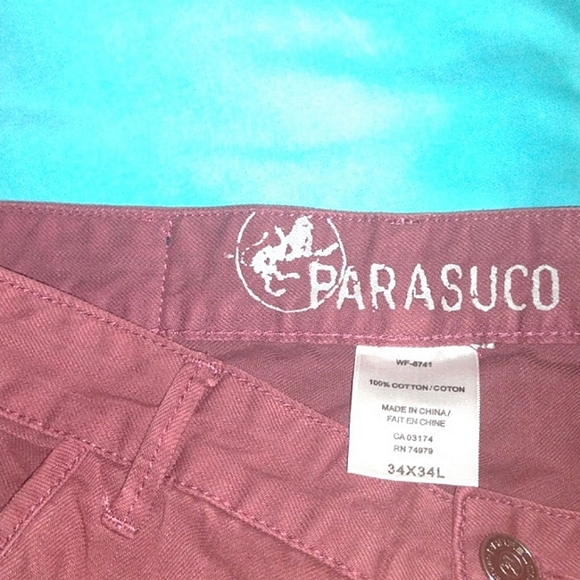 PARASUCO
WF-8741
100% COTTON / COTON
MADE IN CHINA /
FAIT EN CHINE
CA 03174
RN 74979
34X34L